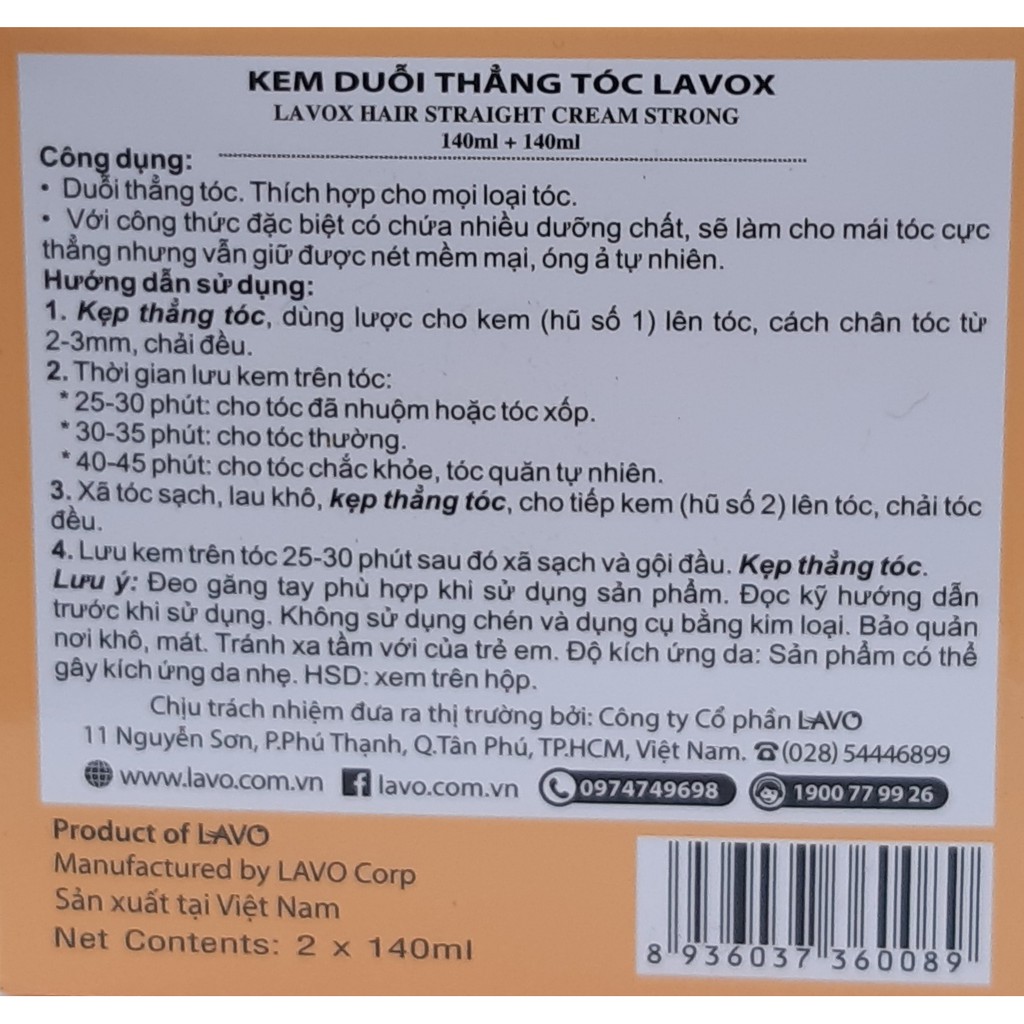 KEM DUỖI THẲNG TÓC LAVOX
LAVOX HAIR STRAIGHT CREAM STRONG
140ml + 140ml
Công dụng:
• Duỗi thẳng tóc. Thích hợp cho mọi loại tóc.
• Với công thức đặc biệt có chứa nhiều dưỡng chất, sẽ làm cho mái tóc cực
thẳng nhưng vẫn giữ được nét mềm mại, óng ả tự nhiên.
Hướng dẫn sử dụng:
1. Kẹp thẳng tóc, dùng lược cho kem (hũ số 1) lên tóc, cách chân tóc từ
2-3mm, chải đều.
2. Thời gian lưu kem trên tóc:
* 25-30 phút: cho tóc đã nhuộm hoặc tóc xốp.
* 30-35 phút: cho tóc thường.
* 40-45 phút: cho tóc chắc khỏe, tóc quăn tự nhiên.
3. Xã tóc sạch, lau khô, kẹp thẳng tóc, cho tiếp kem (hũ số 2) lên tóc, chải tóc
đều.
4. Lưu kem trên tóc 25-30 phút sau đó xã sạch và gội đầu. Kẹp thẳng tóc.
Lưu ý: Đeo găng tay phù hợp khi sử dụng sản phẩm. Đọc kỹ hướng dẫn
trước khi sử dụng. Không sử dụng chén và dụng cụ bằng kim loại. Bảo quản
nơi khô, mát. Tránh xa tầm với của trẻ em. Độ kích ứng da: Sản phẩm có thể
gây kích ứng da nhẹ. HSD: xem trên hộp.
Chịu trách nhiệm đưa ra thị trường bởi: Công ty Cổ phần LAVO
11 Nguyễn Sơn, P.Phú Thạnh, Q.Tân Phú, TP.HCM, Việt Nam. ☎(028) 54446899
www.lavo.com.vn f lavo.com.vn 0974749698 1900 77 99 26
Product of LAVO
Manufactured by LAVO Corp
Sản xuất tại Việt Nam
Net Contents: 2 x 140ml
8 936037 360089